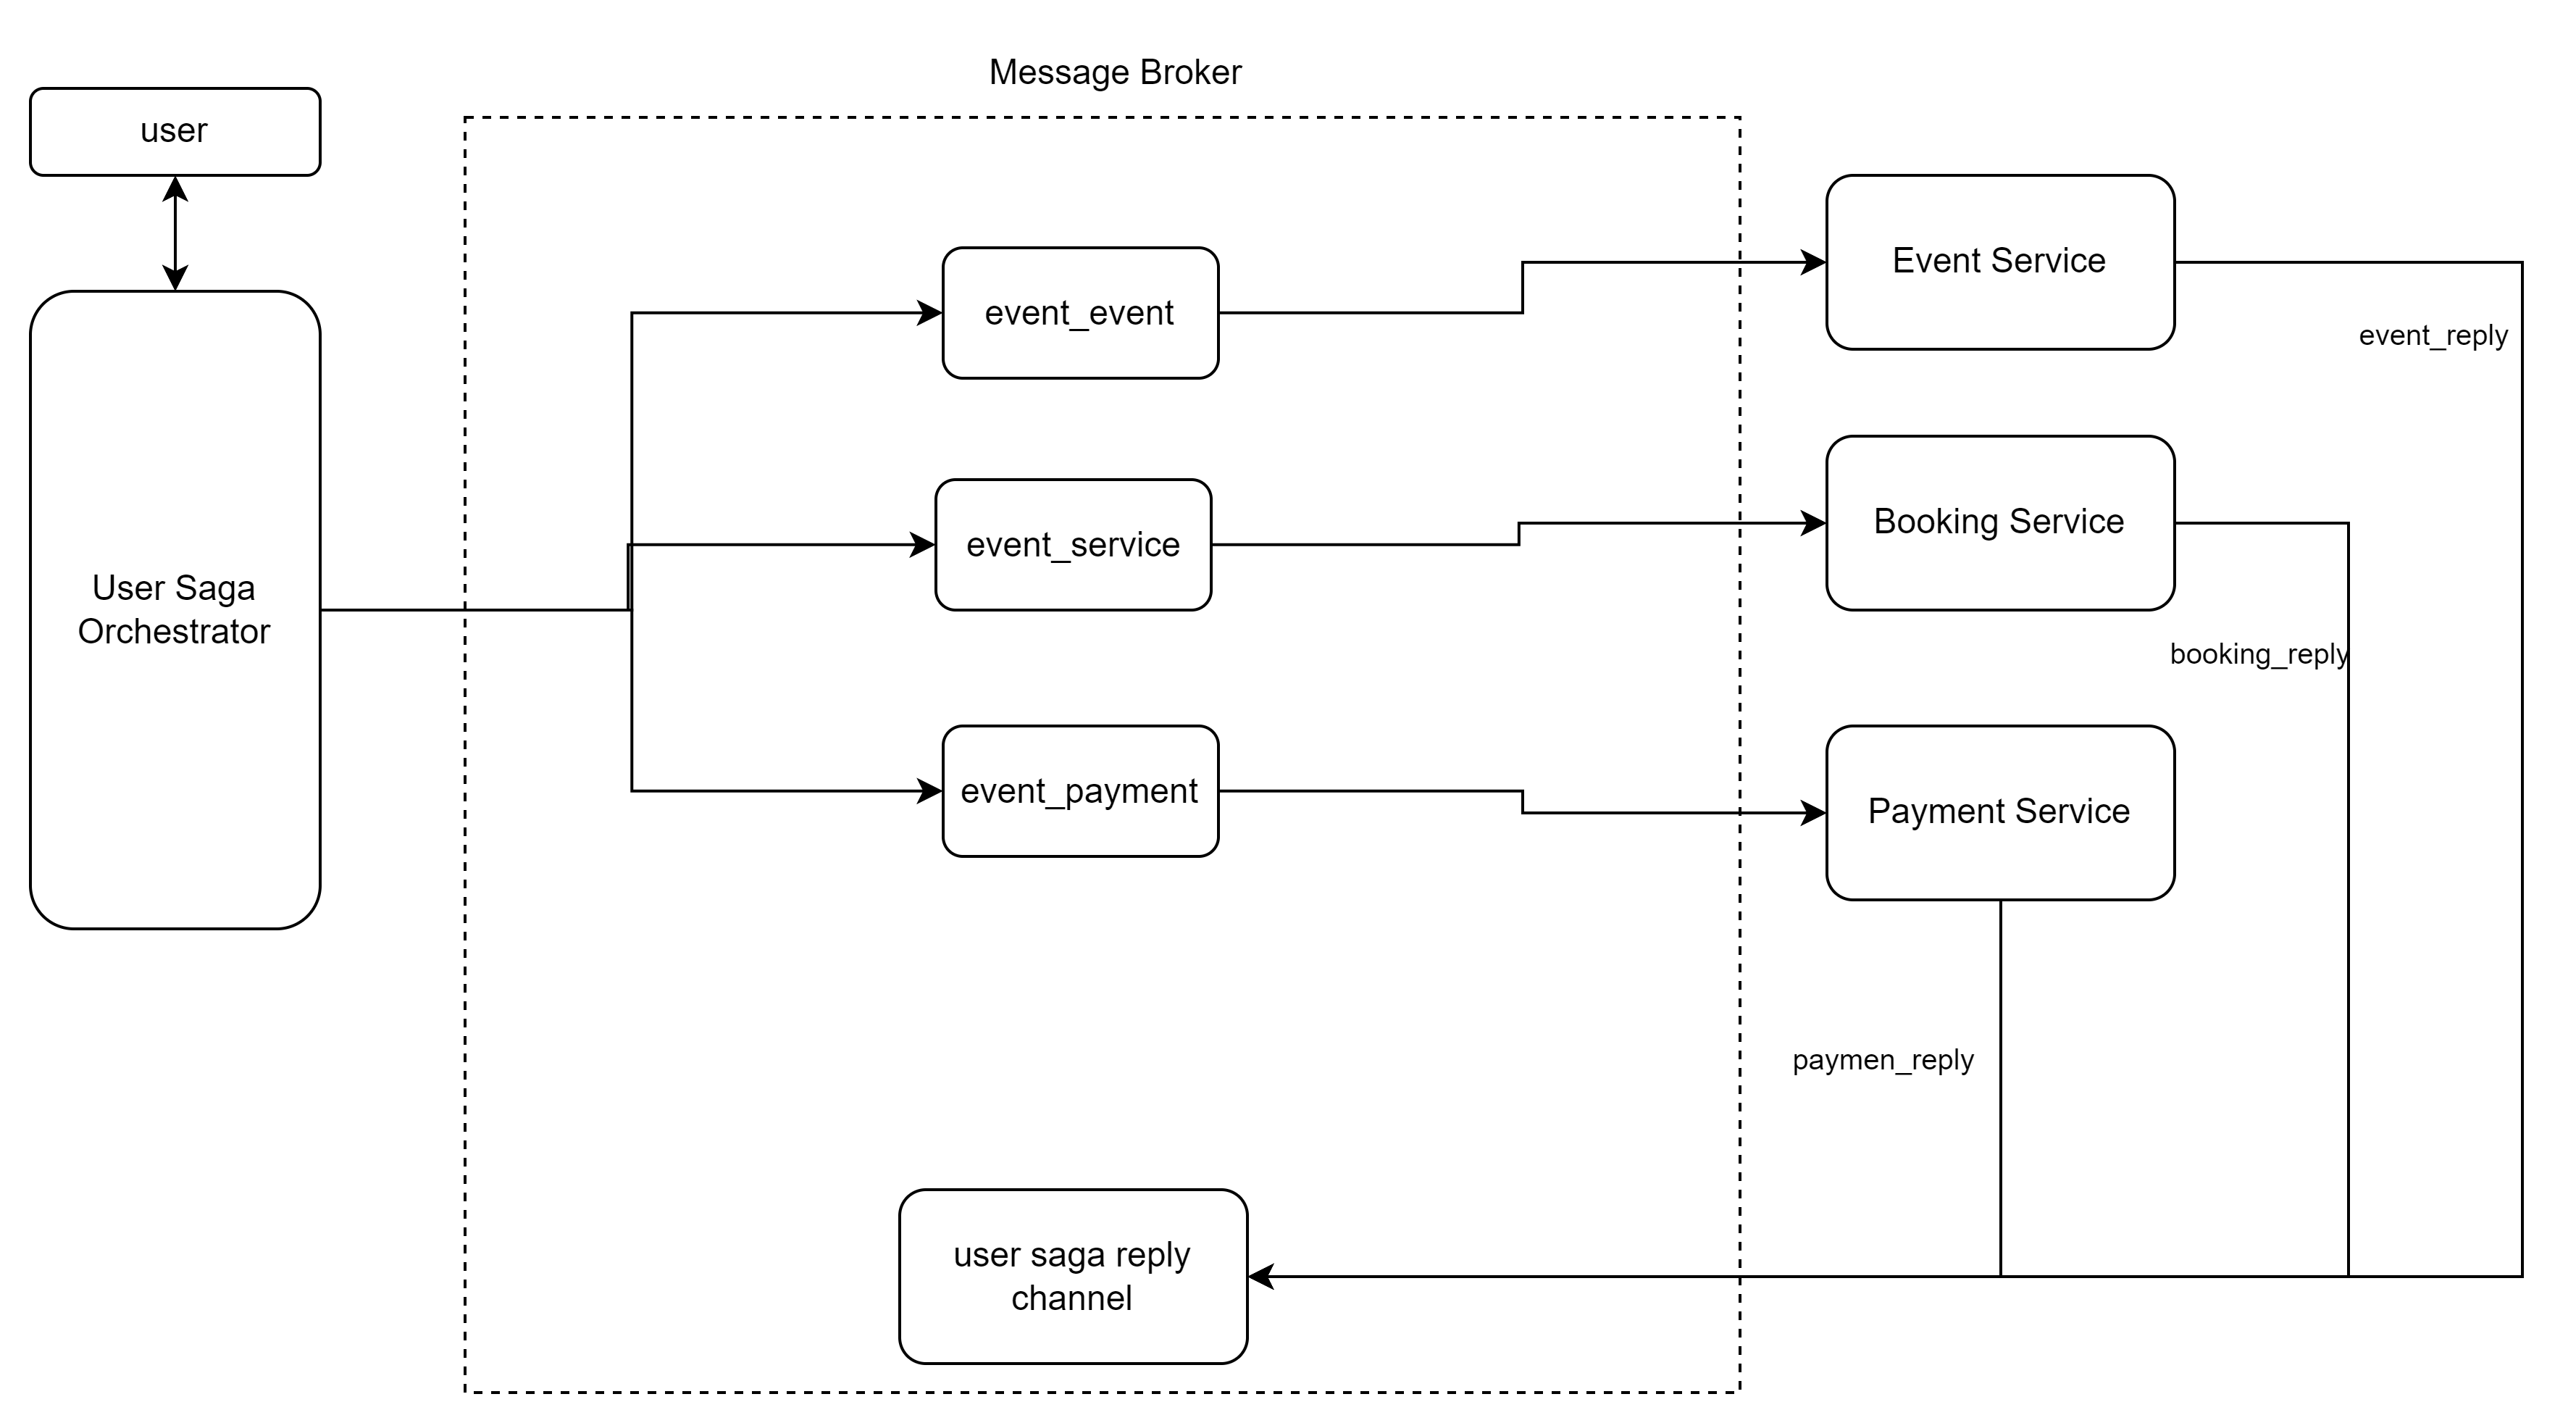 Message Broker
user
User Saga
Orchestrator
event_event
event_service
event_payment
Event Service
event_reply
Booking Service
booking_reply
Payment Service
paymen_reply
user saga reply
channel